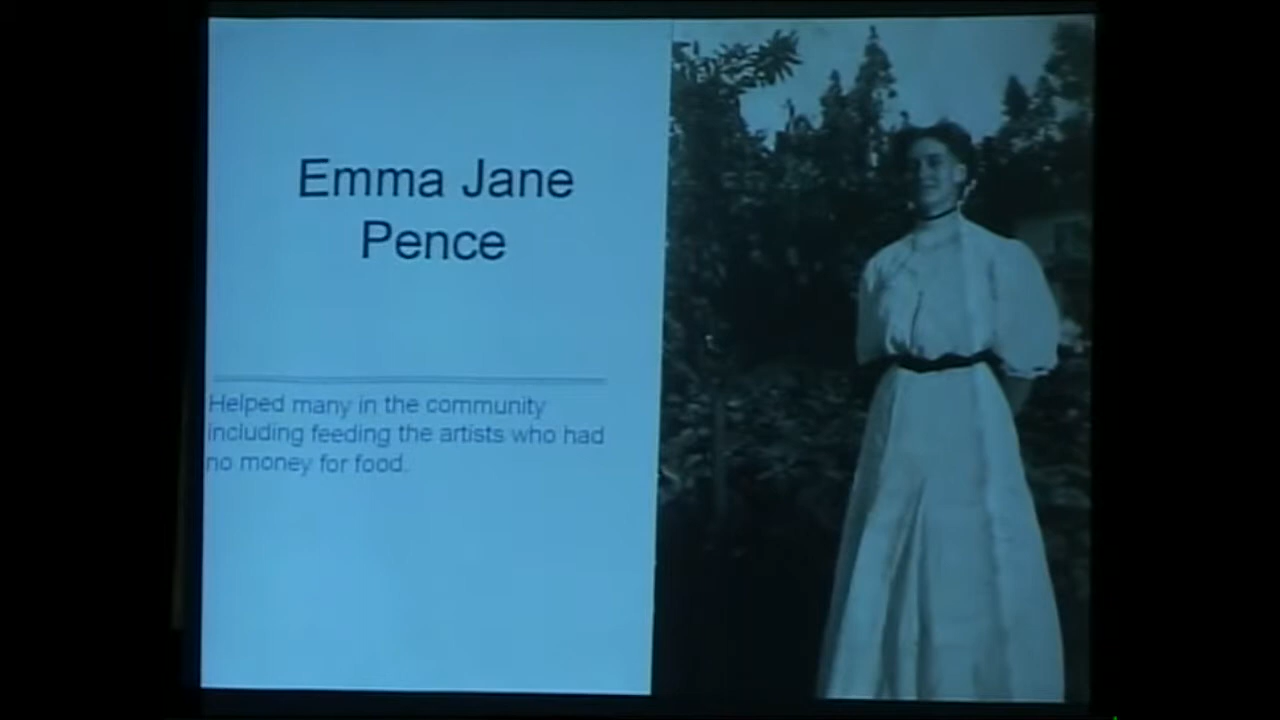 Emma Jane
Pence
Helped many in the community
including feeding the artists who had
no money for food.